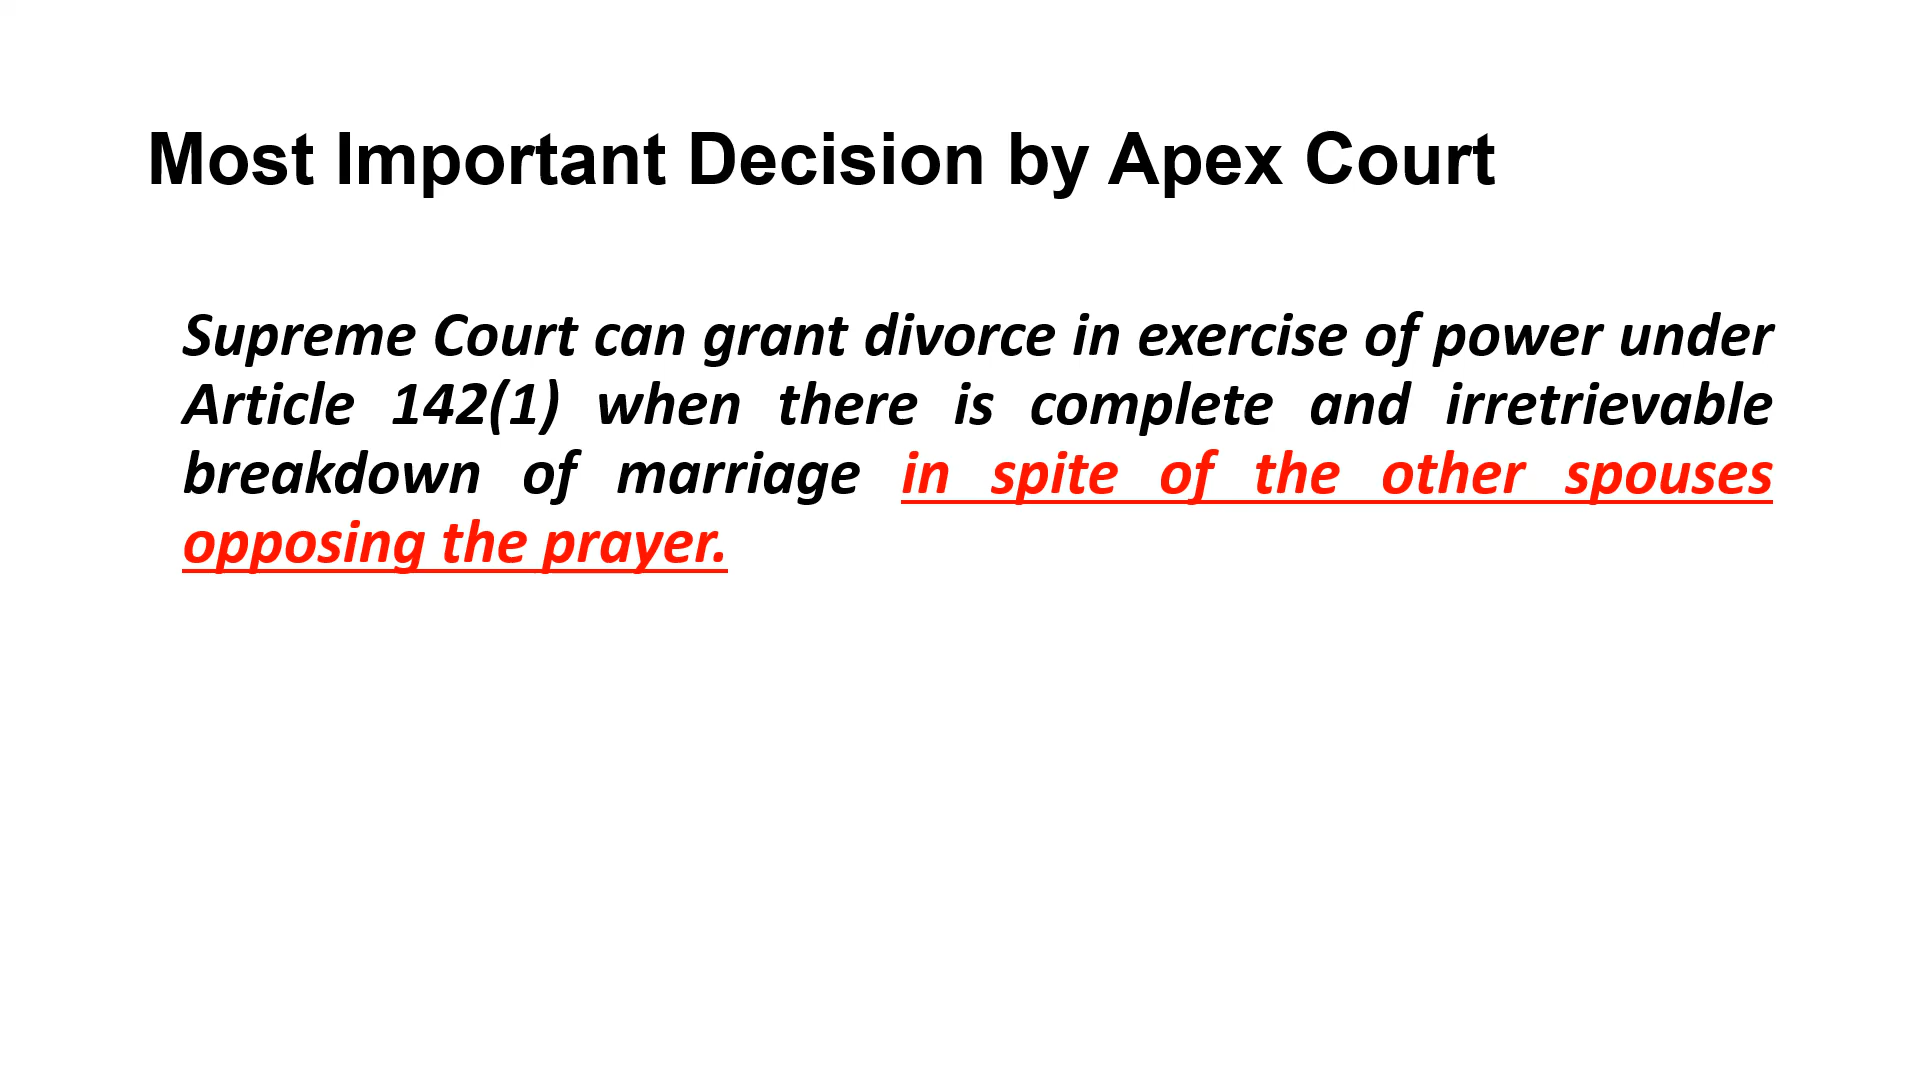 Most Important Decision by Apex Court
Supreme Court can grant divorce in exercise of power under
Article 142(1) when there is complete and irretrievable
breakdown of marriage in spite of the other spouses
opposing the prayer.